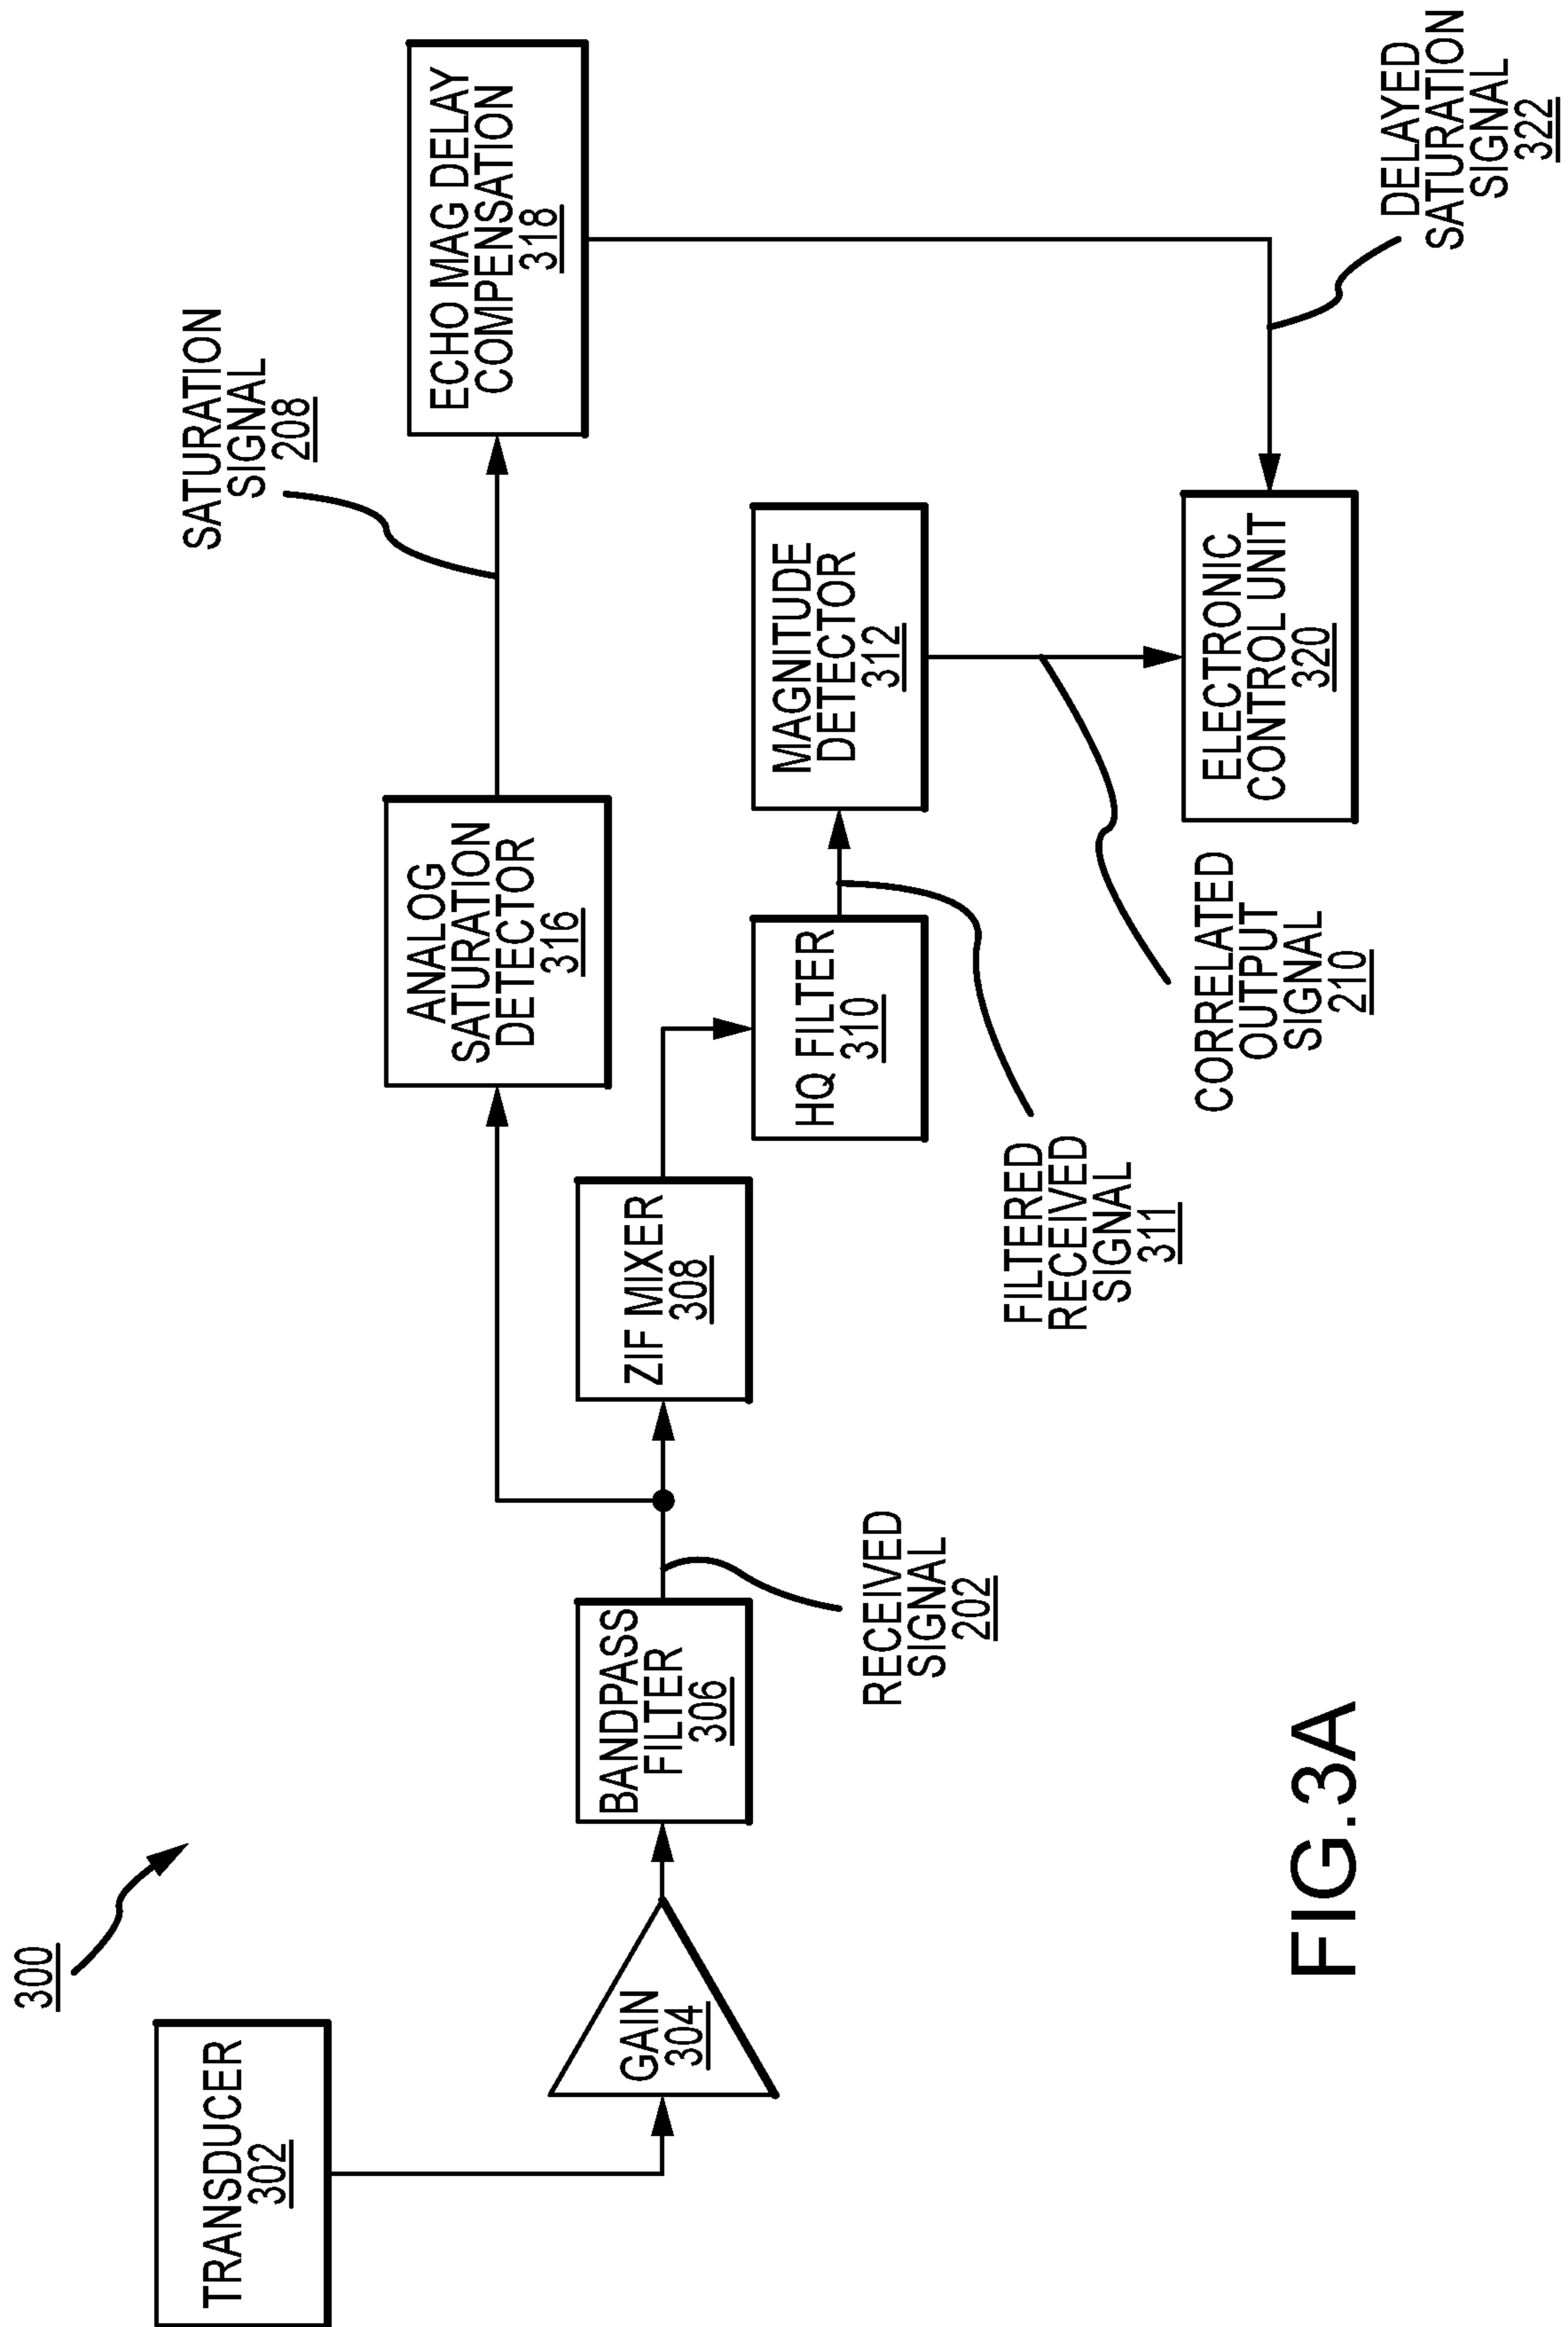 300
TRANSDUCER
302
GAIN
304
BANDPASS
FILTER
306
RECEIVED
SIGNAL
202
ZIF MIXER
308
ANALOG
SATURATION
DETECTOR
316
SATURATION
SIGNAL
208
ECHO MAG DELAY
COMPENSATION
318
HQ FILTER
310
FILTERED
RECEIVED
SIGNAL
311
MAGNITUDE
DETECTOR
312
CORRELATED
OUTPUT
SIGNAL
210
ELECTRONIC
CONTROL UNIT
320
DELAYED
SATURATION
SIGNAL
322
FIG.3A